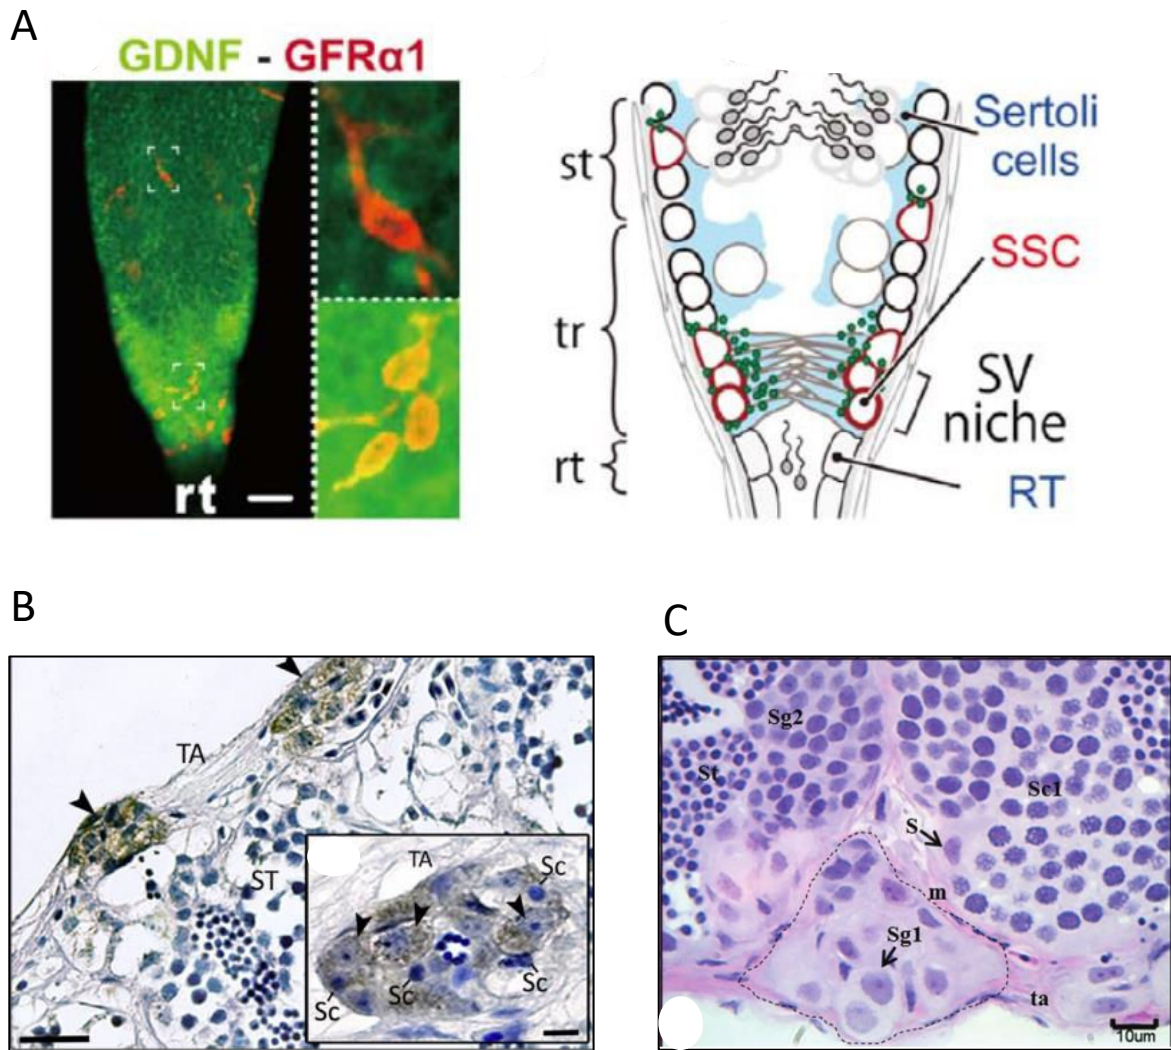 A
GDNF - GFRα1
rt
st
tr
rt
Sertoli
cells
SSC
SV
niche
RT
B
TA
ST
TA
Sc
Sc
Sc
Sc
C
Sg2
St
Sc1
S
m
Sg1
ta
10um